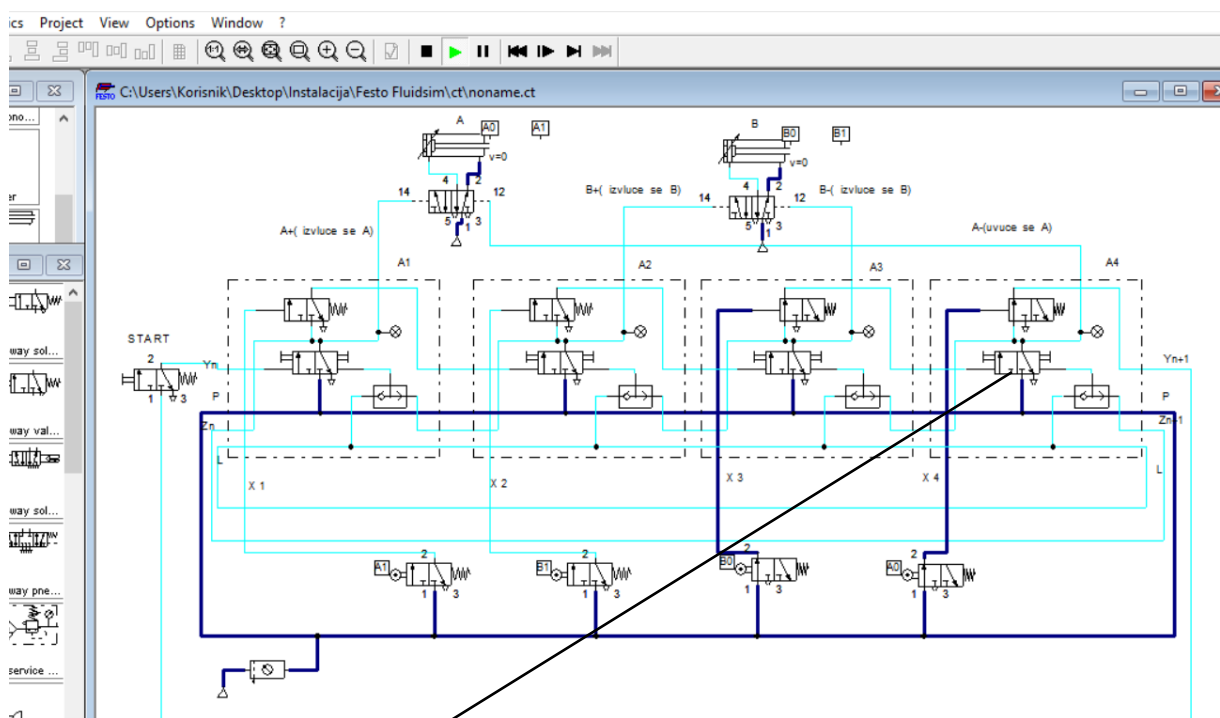 ics Project View Options Window ?
C:\Users\Korisnik\Desktop\Instalacija\Festo Fluidsim\ct\noname.ct
FESTO
ono...
er
way sol...
way val...
way sol...
way pne...
service ...
A A0 A1
B B0 B1
v=0
v=0
4 2
14 12
5 1 3
4 2
14 12
5 1 3
A+( izvluce se A)
B+( izvluce se B)
B-( izvluce se B)
A-(uvuce se A)
A1 A2 A3 A4
START
2
1 3
Yn
P
Zn
L
Yn+1
P
Zn+1
L
X 1
X 2
X 3
X 4
A1 2
1 3
B1 2
1 3
B0 2
1 3
A0 2
1 3